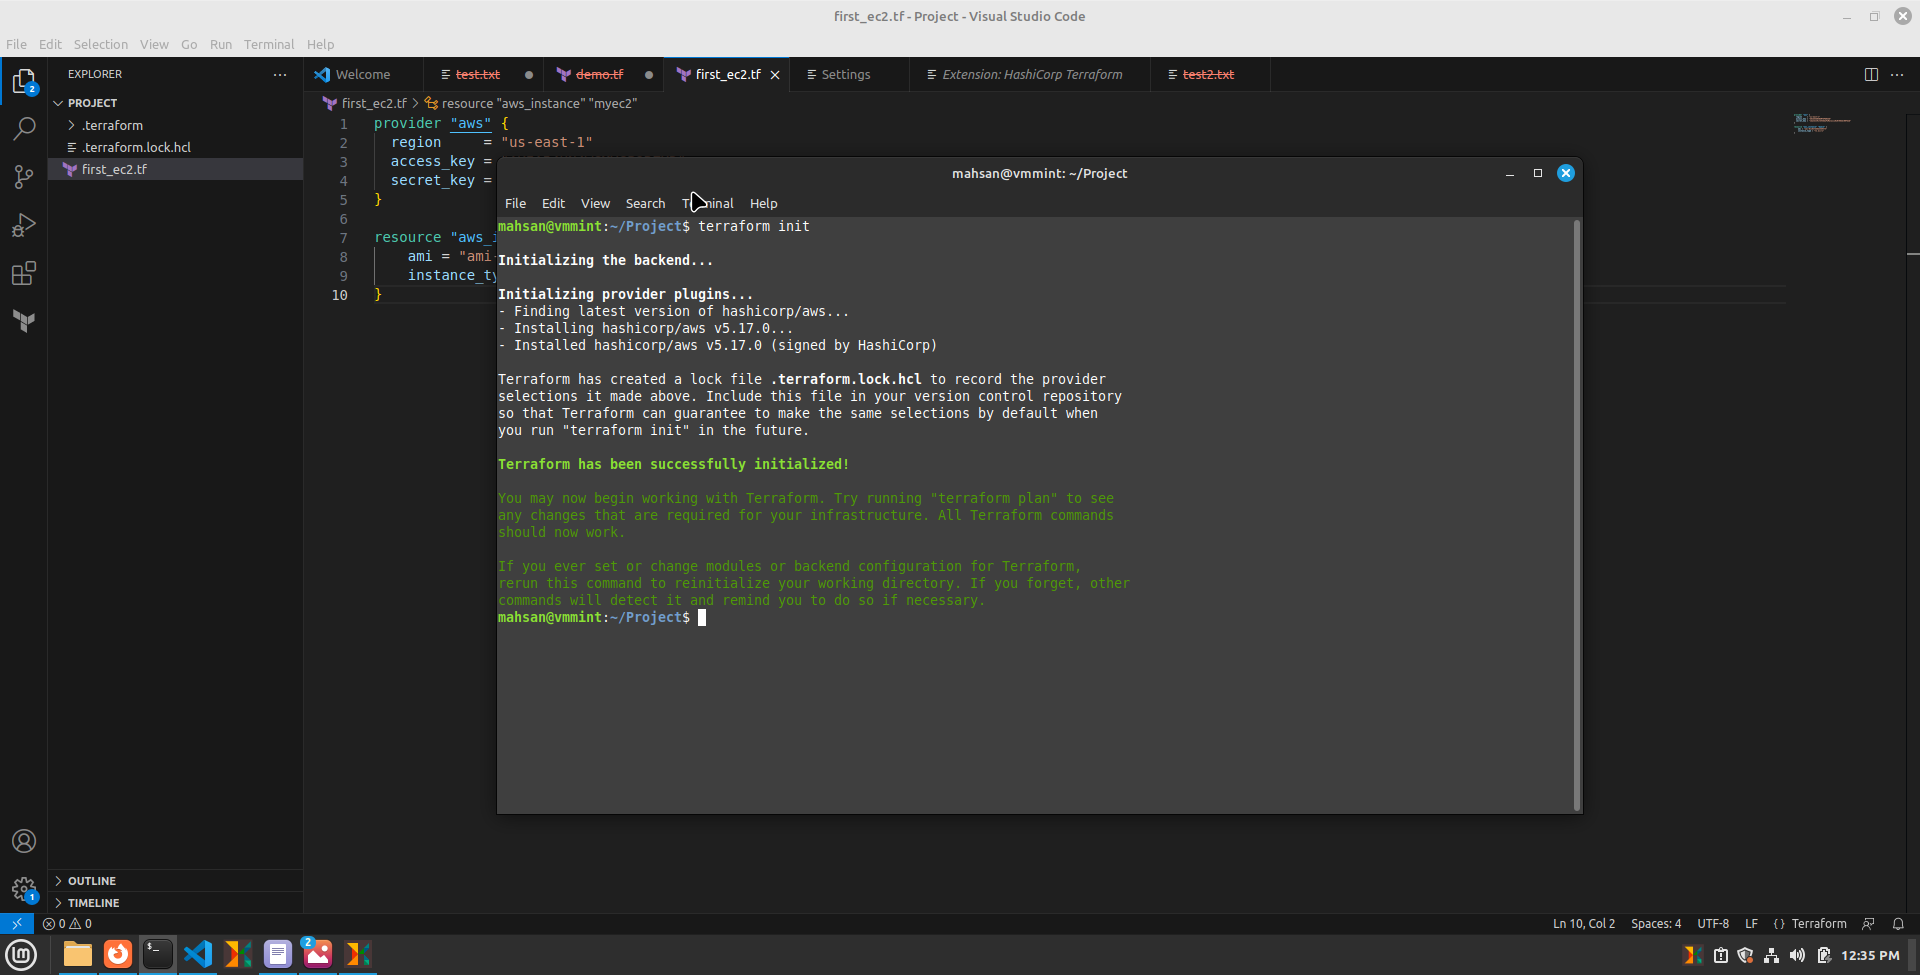 first_ec2.tf - Project - Visual Studio Code
File Edit Selection View Go Run Terminal Help
EXPLORER
Welcome
test.txt
demo.tf
first_ec2.tf
Settings
Extension: HashiCorp Terraform
test2.txt
PROJECT
.terraform
.terraform.lock.hcl
first_ec2.tf
first_ec2.tf > resource "aws_instance" "myec2"
1 provider "aws" {
2 region = "us-east-1"
3 access_key =
4 secret_key =
5 }
6
7 resource "aws_i
8 ami = "ami-
9 instance_ty
10 }
mahsan@vmmint: ~/Project
File Edit View Search Terminal Help
mahsan@vmmint:~/Project$ terraform init
Initializing the backend...
Initializing provider plugins...
- Finding latest version of hashicorp/aws...
- Installing hashicorp/aws v5.17.0...
- Installed hashicorp/aws v5.17.0 (signed by HashiCorp)
Terraform has created a lock file .terraform.lock.hcl to record the provider
selections it made above. Include this file in your version control repository
so that Terraform can guarantee to make the same selections by default when
you run "terraform init" in the future.
Terraform has been successfully initialized!
You may now begin working with Terraform. Try running "terraform plan" to see
any changes that are required for your infrastructure. All Terraform commands
should now work.
If you ever set or change modules or backend configuration for Terraform,
rerun this command to reinitialize your working directory. If you forget, other
commands will detect it and remind you to do so if necessary.
mahsan@vmmint:~/Project$
2
1
OUTLINE
TIMELINE
0 0
Ln 10, Col 2 Spaces: 4 UTF-8 LF {} Terraform
2
12:35 PM